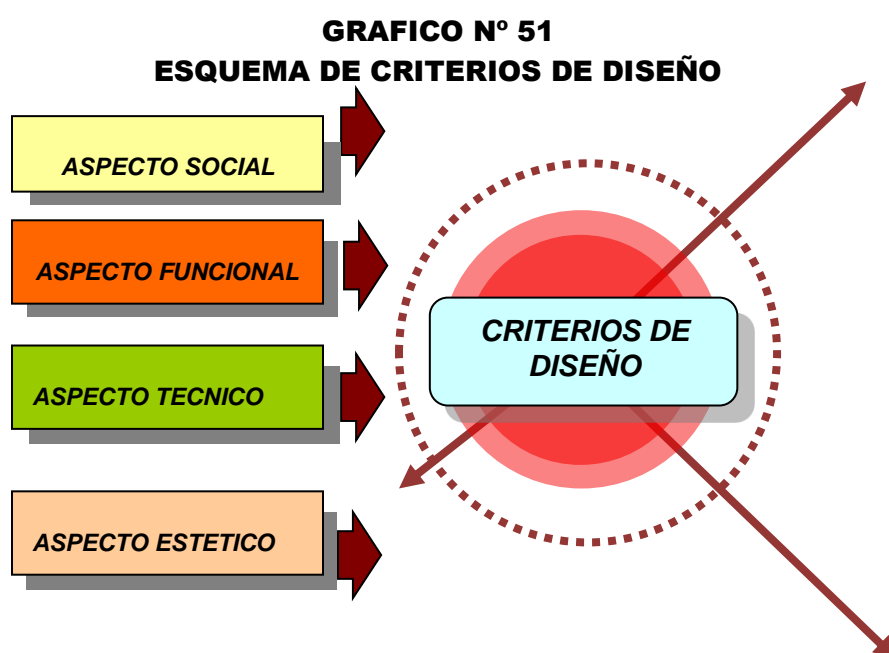 GRAFICO Nº 51
ESQUEMA DE CRITERIOS DE DISEÑO
ASPECTO SOCIAL
ASPECTO FUNCIONAL
ASPECTO TECNICO
ASPECTO ESTETICO
CRITERIOS DE
DISEÑO